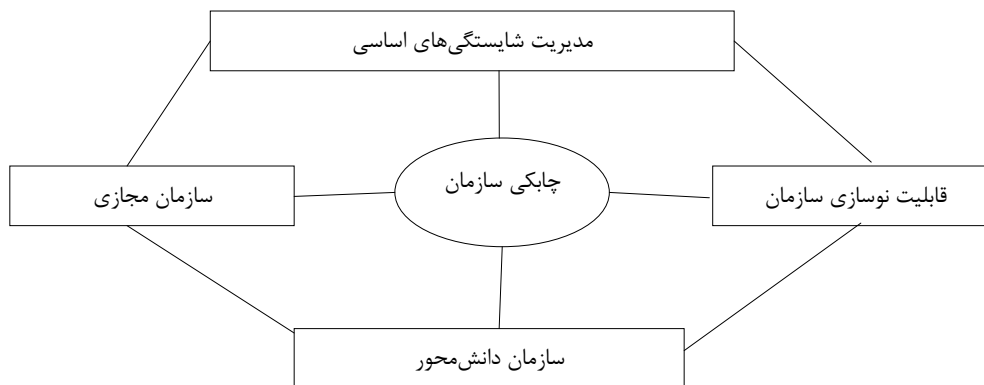 مدیریت شایستگی‌های اساسی
قابلیت نوسازی سازمان
چابکی سازمان
سازمان مجازی
سازمان دانش‌محور